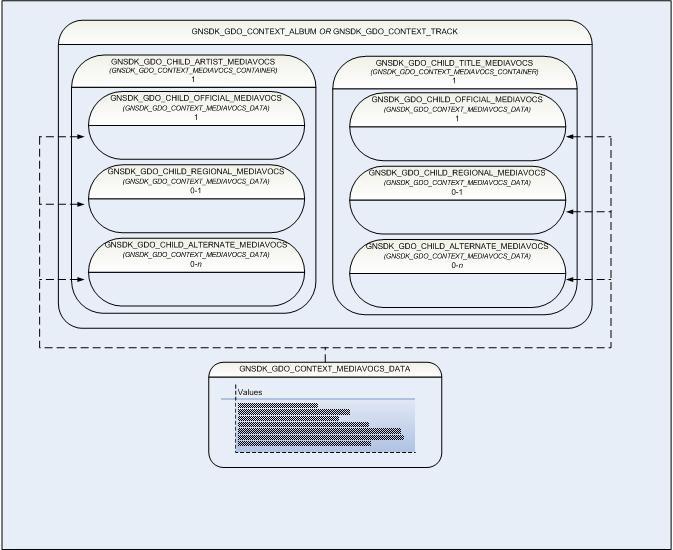 GNSDK_GDO_CONTEXT_ALBUM OR GNSDK_GDO_CONTEXT_TRACK
GNSDK_GDO_CHILD_ARTIST_MEDIAVOCS
(GNSDK_GDO_CONTEXT_MEDIAVOCS_CONTAINER)
1
GNSDK_GDO_CHILD_OFFICIAL_MEDIAVOCS
(GNSDK_GDO_CONTEXT_MEDIAVOCS_DATA)
1
GNSDK_GDO_CHILD_REGIONAL_MEDIAVOCS
(GNSDK_GDO_CONTEXT_MEDIAVOCS_DATA)
0-1
GNSDK_GDO_CHILD_ALTERNATE_MEDIAVOCS
(GNSDK_GDO_CONTEXT_MEDIAVOCS_DATA)
0-n
GNSDK_GDO_CHILD_TITLE_MEDIAVOCS
(GNSDK_GDO_CONTEXT_MEDIAVOCS_CONTAINER)
1
GNSDK_GDO_CHILD_OFFICIAL_MEDIAVOCS
(GNSDK_GDO_CONTEXT_MEDIAVOCS_DATA)
1
GNSDK_GDO_CHILD_REGIONAL_MEDIAVOCS
(GNSDK_GDO_CONTEXT_MEDIAVOCS_DATA)
0-1
GNSDK_GDO_CHILD_ALTERNATE_MEDIAVOCS
(GNSDK_GDO_CONTEXT_MEDIAVOCS_DATA)
0-n
GNSDK_GDO_CONTEXT_MEDIAVOCS_DATA
Values